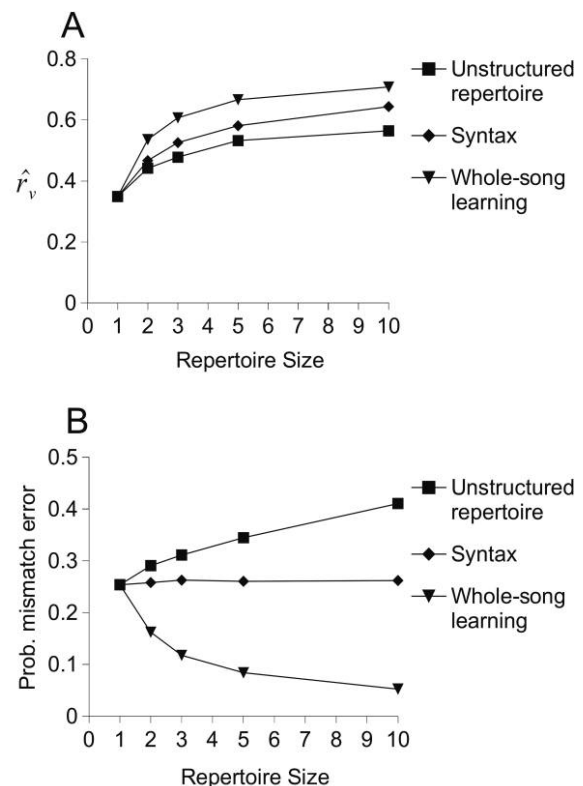 A
0.8
0.6
0.4
0.2
0
r̂ᵥ
0 1 2 3 4 5 6 7 8 9 10
Repertoire Size
Unstructured
repertoire
Syntax
Whole-song
learning
B
0.5
0.4
0.3
0.2
0.1
0
Prob. mismatch error
0 1 2 3 4 5 6 7 8 9 10
Repertoire Size
Unstructured
repertoire
Syntax
Whole-song
learning